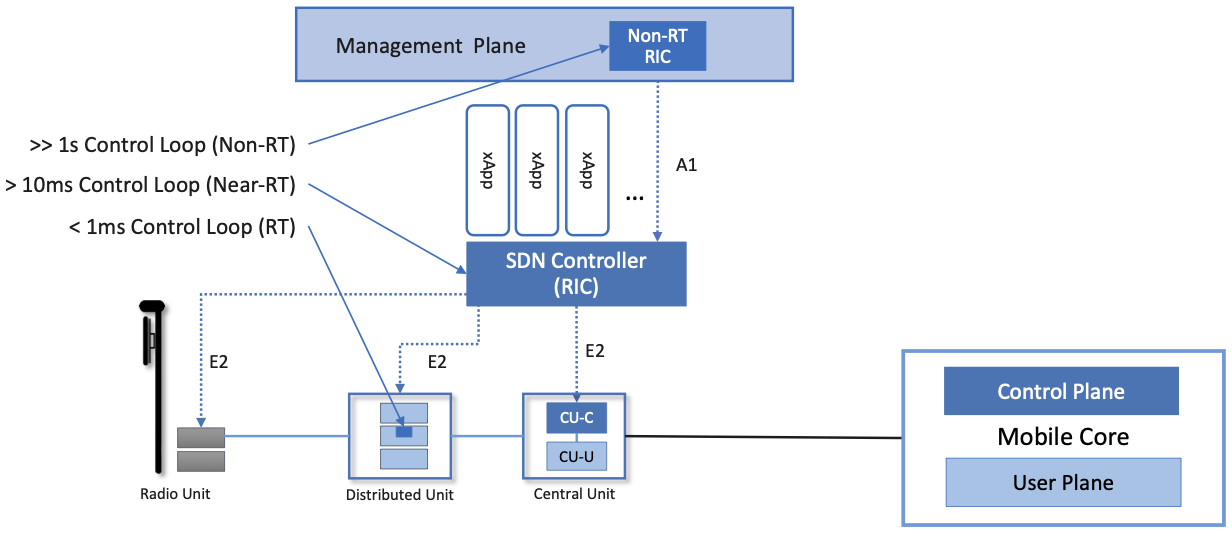 Management Plane
Non-RT
RIC
>> 1s Control Loop (Non-RT)
> 10ms Control Loop (Near-RT)
< 1ms Control Loop (RT)
xApp
xApp
xApp
...
A1
SDN Controller
(RIC)
E2
E2
E2
CU-C
CU-U
Radio Unit
Distributed Unit
Central Unit
Control Plane
Mobile Core
User Plane